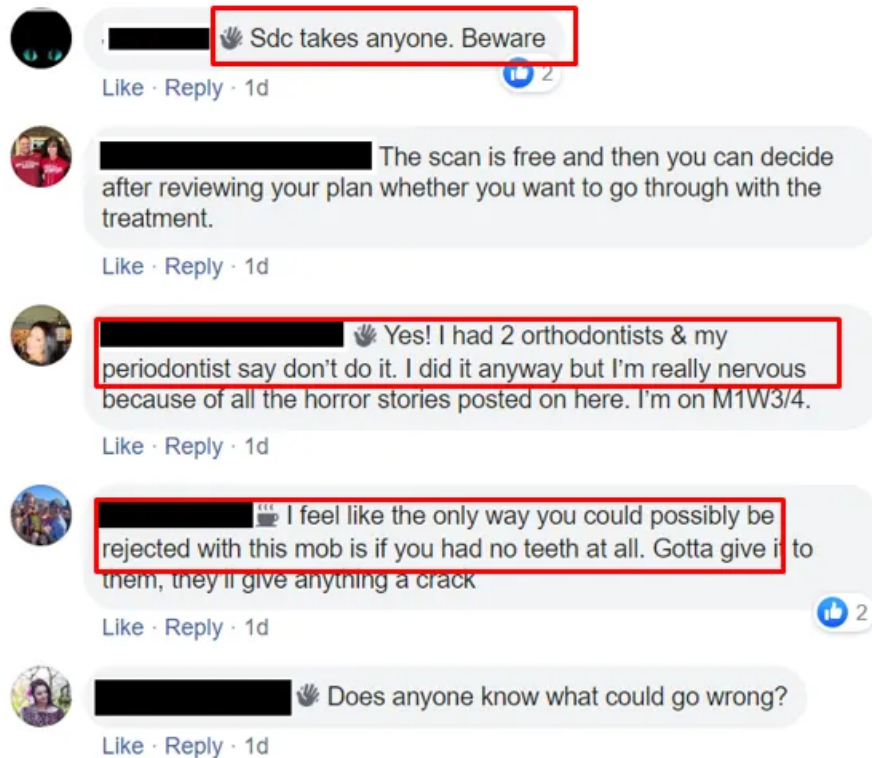 Sdc takes anyone. Beware
2
Like · Reply · 1d
The scan is free and then you can decide
after reviewing your plan whether you want to go through with the
treatment.
Like · Reply · 1d
Yes! I had 2 orthodontists & my
periodontist say don't do it. I did it anyway but I'm really nervous
because of all the horror stories posted on here. I'm on M1W3/4.
Like · Reply · 1d
I feel like the only way you could possibly be
rejected with this mob is if you had no teeth at all. Gotta give it to
them, they'll give anything a crack
2
Like · Reply · 1d
Does anyone know what could go wrong?
Like · Reply · 1d